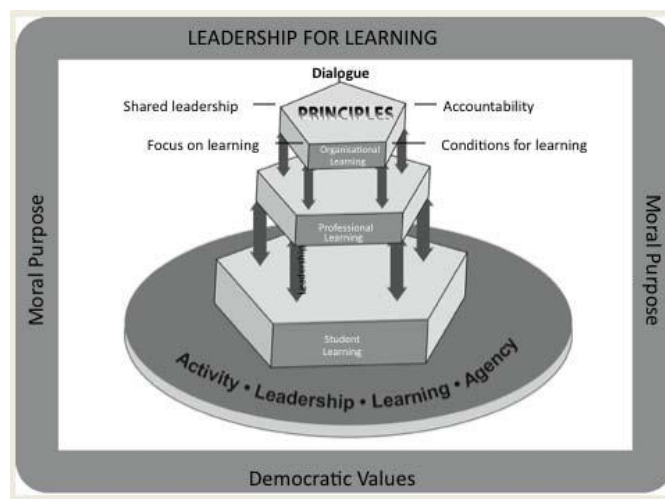 LEADERSHIP FOR LEARNING
Dialogue
Shared leadership
Accountability
PRINCIPLES
Focus on learning
Conditions for learning
Organisational
Learning
Professional
Learning
Leadership
Student
Learning
Activity • Leadership • Learning • Agency
Moral Purpose
Moral Purpose
Democratic Values